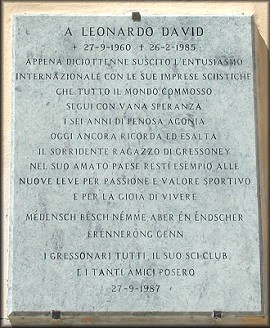 A LEONARDO DAVID
+ 27-9-1960 + 26-2-1985
APPENA DICIOTTENNE SUSCITÒ L'ENTUSIASMO
INTERNAZIONALE CON LE SUE IMPRESE SCIISTICHE
CHE TUTTO IL MONDO COMMOSSO
SEGUÌ CON VANA SPERANZA
I SEI ANNI DI PENOSA AGONIA
OGGI ANCORA RICORDA ED ESALTA
IL SORRIDENTE RAGAZZO DI GRESSONEY
NEL SUO AMATO PAESE RESTI ESEMPIO ALLE
NUOVE LEVE PER PASSIONE E VALORE SPORTIVO
E PER LA GIOIA DI VIVERE
MEDENSCH BESCH NEMME ABER EN ENDSCHER
ERENNERONG GENN
I GRESSONARI TUTTI, IL SUO SCI CLUB
E I TANTI AMICI POSERO
27-9-1987